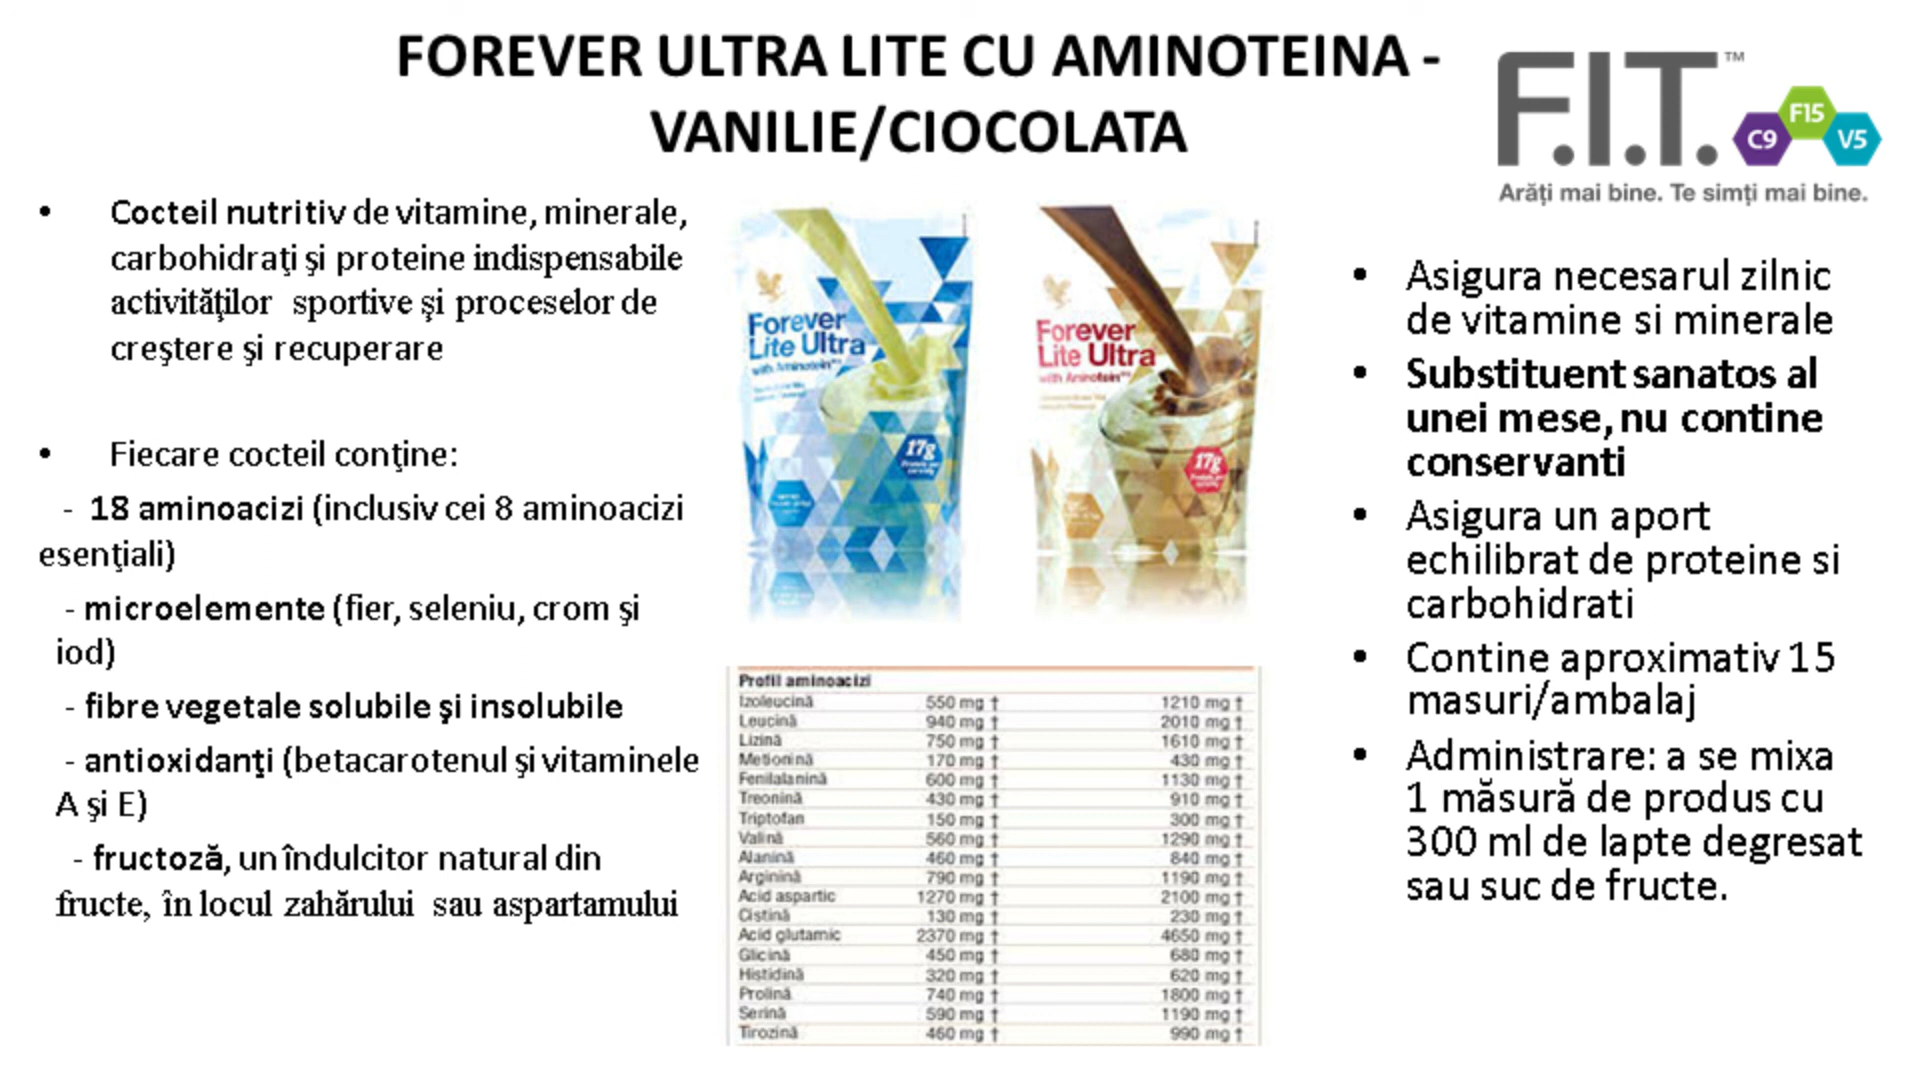 FOREVER ULTRA LITE CU AMINOTEINA -
VANILIE/CIOCOLATA
F.I.T.™
C9
F15
V5
Arăți mai bine. Te simți mai bine.
• Cocteil nutritiv de vitamine, minerale,
carbohidraţi şi proteine indispensabile
activităţilor sportive şi proceselor de
creştere şi recuperare
• Fiecare cocteil conţine:
- 18 aminoacizi (inclusiv cei 8 aminoacizi
esenţiali)
- microelemente (fier, seleniu, crom şi
iod)
- fibre vegetale solubile şi insolubile
- antioxidanţi (betacarotenul şi vitaminele
A şi E)
- fructoză, un îndulcitor natural din
fructe, în locul zahărului sau aspartamului
Forever
Lite Ultra
with Aminotein
17g
Forever
Lite Ultra
with Aminotein
17g
Profil aminoacizi
Izoleucină 550 mg † 1210 mg †
Leucină 940 mg † 2010 mg †
Lizină 750 mg † 1610 mg †
Metionină 170 mg † 430 mg †
Fenilalanină 600 mg † 1130 mg †
Treonină 430 mg † 910 mg †
Triptofan 150 mg † 300 mg †
Valină 560 mg † 1290 mg †
Alanină 460 mg † 840 mg †
Arginină 790 mg † 1190 mg †
Acid aspartic 1270 mg † 2100 mg †
Cistină 130 mg † 230 mg †
Acid glutamic 2370 mg † 4650 mg †
Glicină 450 mg † 680 mg †
Histidină 320 mg † 620 mg †
Prolină 740 mg † 1800 mg †
Serină 590 mg † 1190 mg †
Tirozină 460 mg † 990 mg †
• Asigura necesarul zilnic
de vitamine si minerale
• Substituent sanatos al
unei mese, nu contine
conservanti
• Asigura un aport
echilibrat de proteine si
carbohidrati
• Contine aproximativ 15
masuri/ambalaj
• Administrare: a se mixa
1 măsură de produs cu
300 ml de lapte degresat
sau suc de fructe.